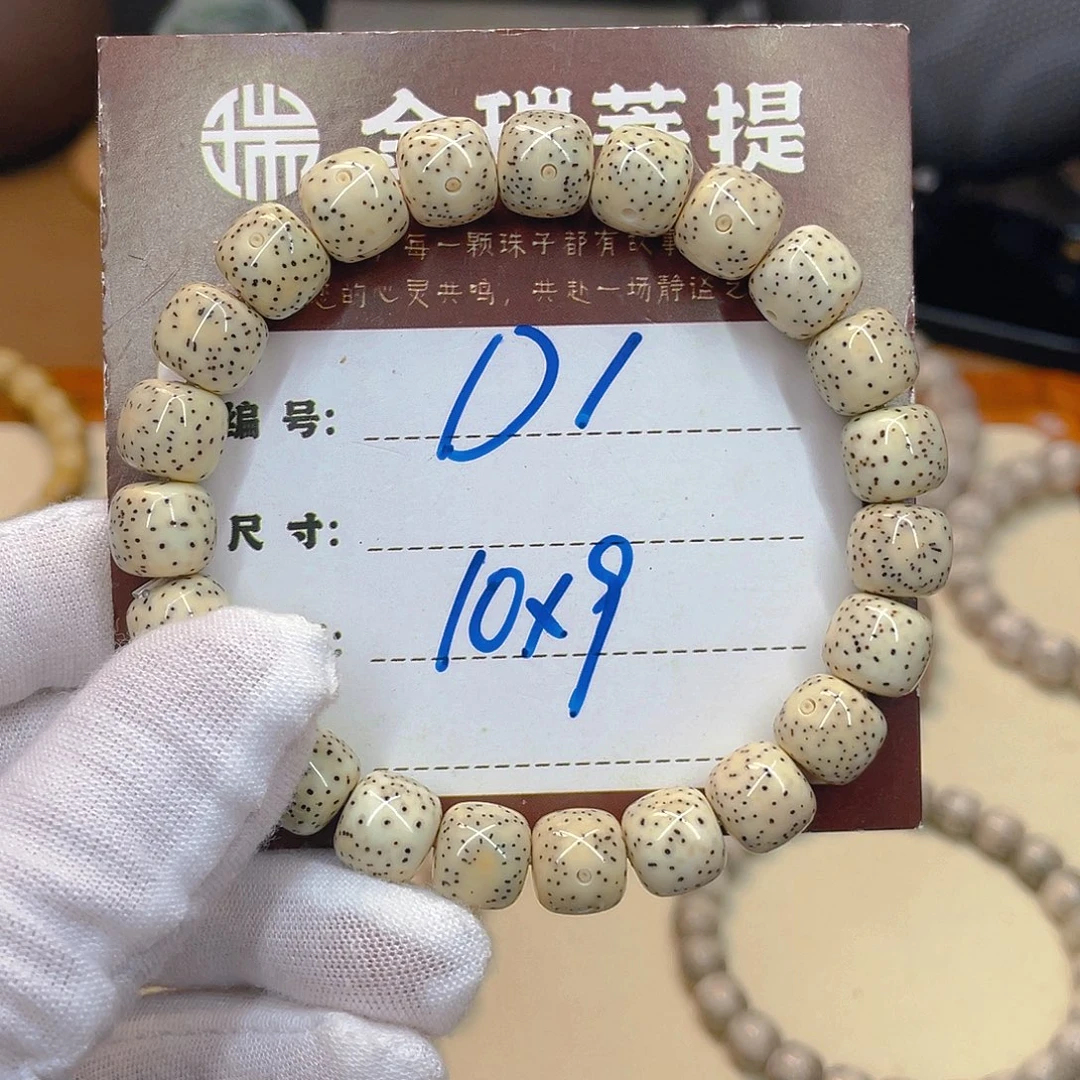 瑞 金瑞菩提
每一颗珠子都有故事
的心灵共鸣，共赴一场静谧之
编号: D1
尺寸:
10x9